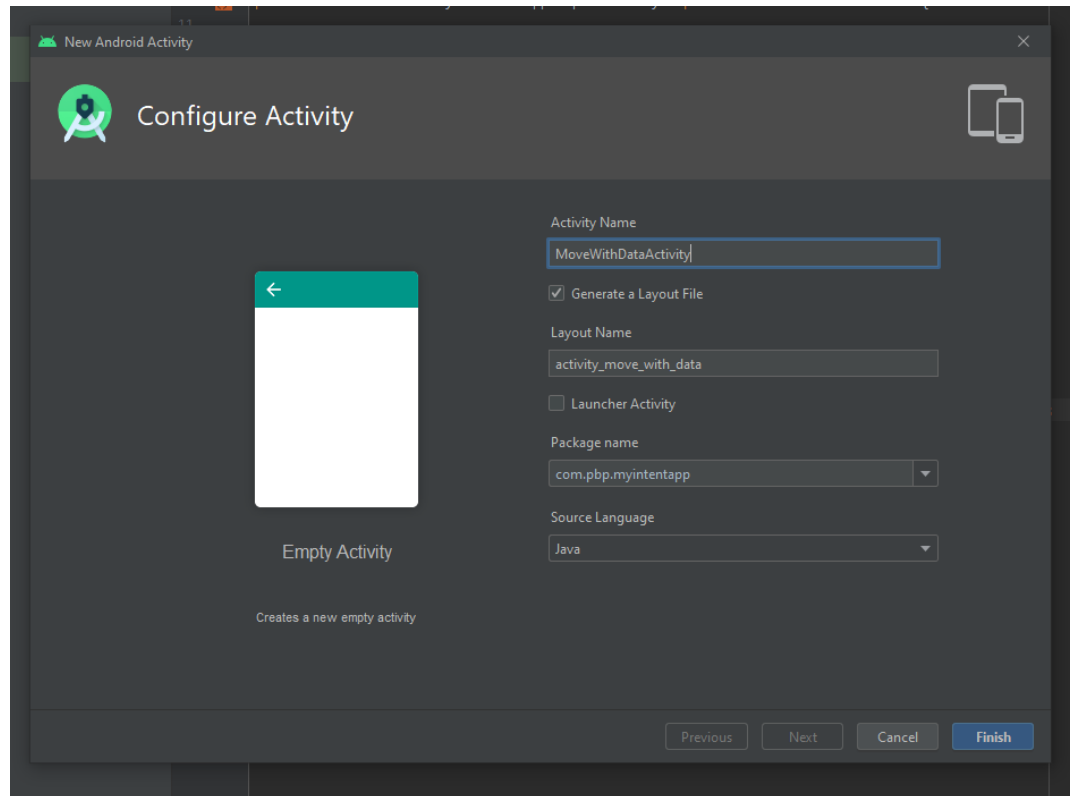 11
New Android Activity
Configure Activity
Activity Name
MoveWithDataActivity
Generate a Layout File
Layout Name
activity_move_with_data
Launcher Activity
Package name
com.pbp.myintentapp
Source Language
Java
Empty Activity
Creates a new empty activity
Previous
Next
Cancel
Finish